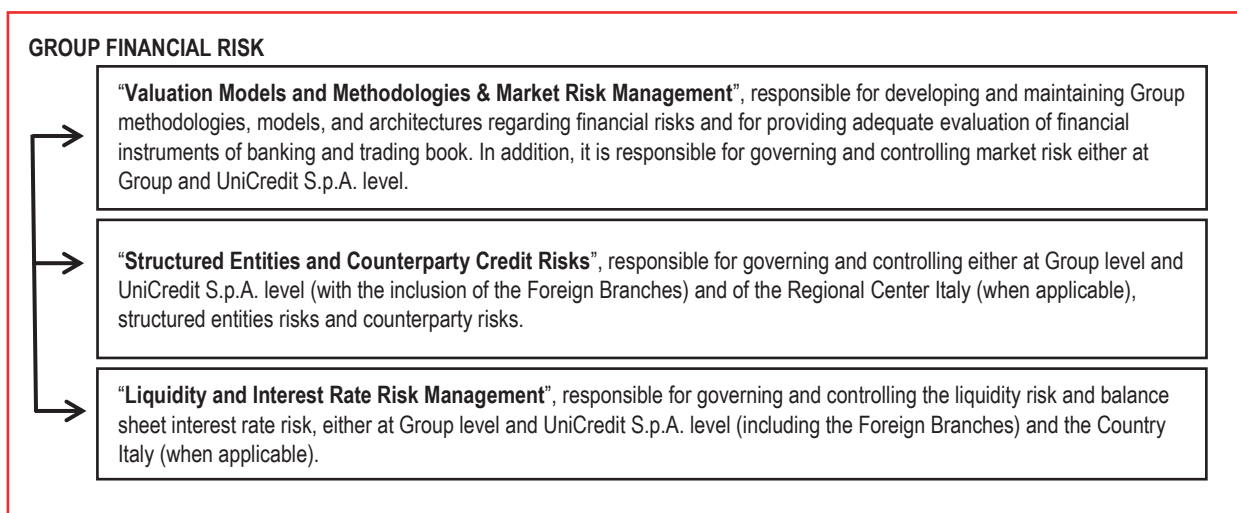 GROUP FINANCIAL RISK
“Valuation Models and Methodologies & Market Risk Management”, responsible for developing and maintaining Group
methodologies, models, and architectures regarding financial risks and for providing adequate evaluation of financial
instruments of banking and trading book. In addition, it is responsible for governing and controlling market risk either at
Group and UniCredit S.p.A. level.
“Structured Entities and Counterparty Credit Risks”, responsible for governing and controlling either at Group level and
UniCredit S.p.A. level (with the inclusion of the Foreign Branches) and of the Regional Center Italy (when applicable),
structured entities risks and counterparty risks.
“Liquidity and Interest Rate Risk Management”, responsible for governing and controlling the liquidity risk and balance
sheet interest rate risk, either at Group level and UniCredit S.p.A. level (including the Foreign Branches) and the Country
Italy (when applicable).